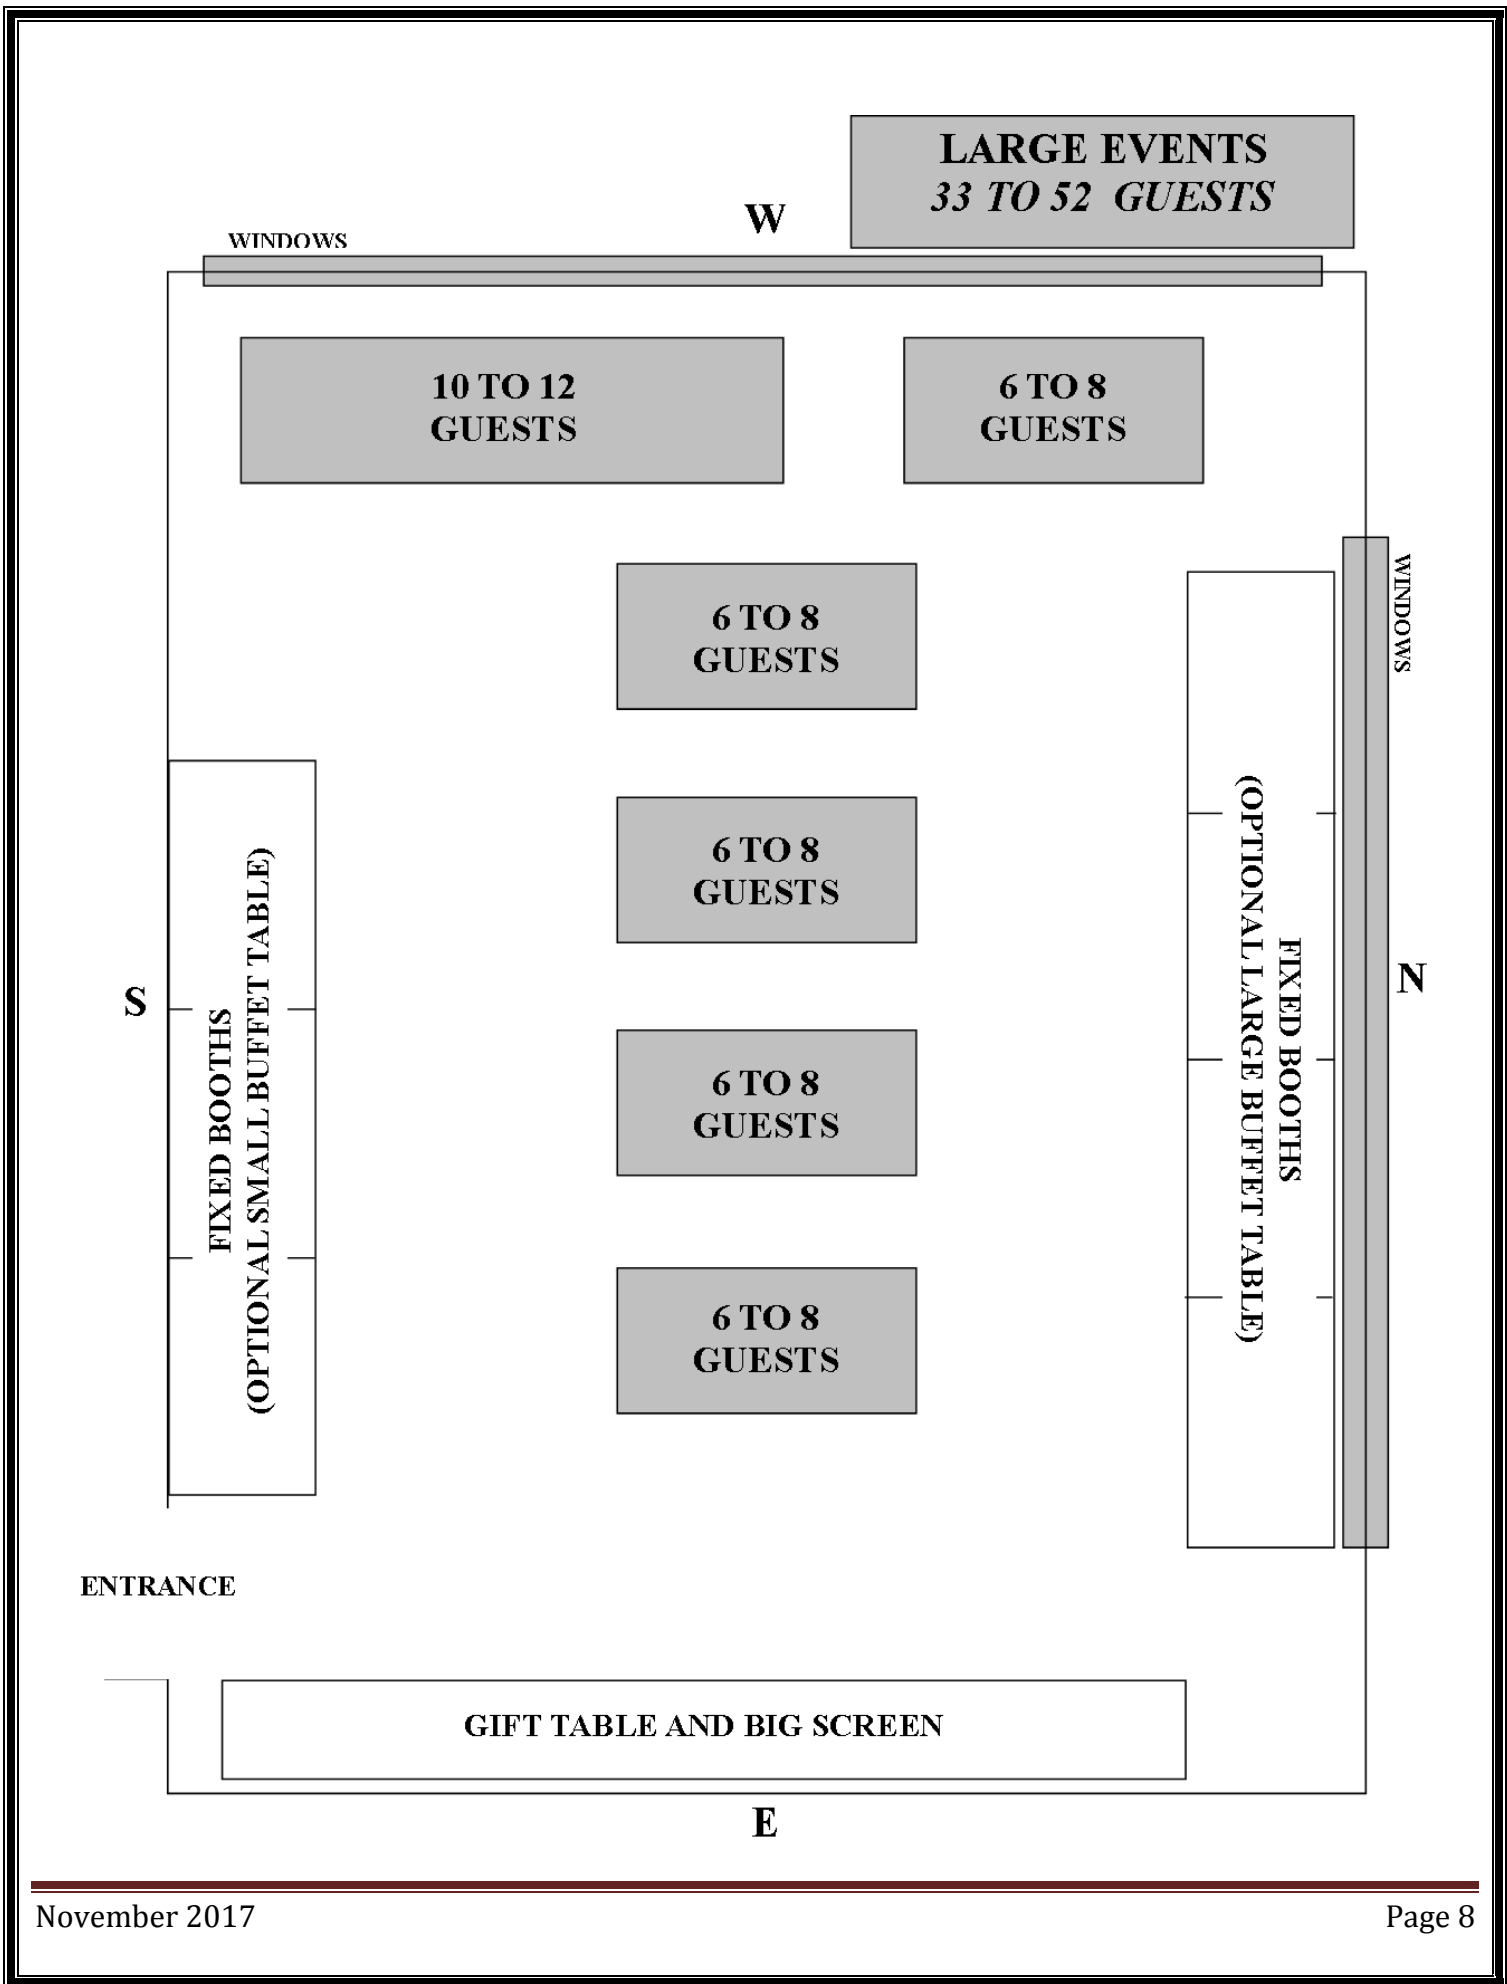 LARGE EVENTS
33 TO 52 GUESTS
W
WINDOWS
10 TO 12
GUESTS
6 TO 8
GUESTS
WINDOWS
6 TO 8
GUESTS
6 TO 8
GUESTS
S
FIXED BOOTHS
(OPTIONAL SMALL BUFFET TABLE)
FIXED BOOTHS
(OPTIONAL LARGE BUFFET TABLE)
N
6 TO 8
GUESTS
6 TO 8
GUESTS
ENTRANCE
GIFT TABLE AND BIG SCREEN
E
November 2017
Page 8